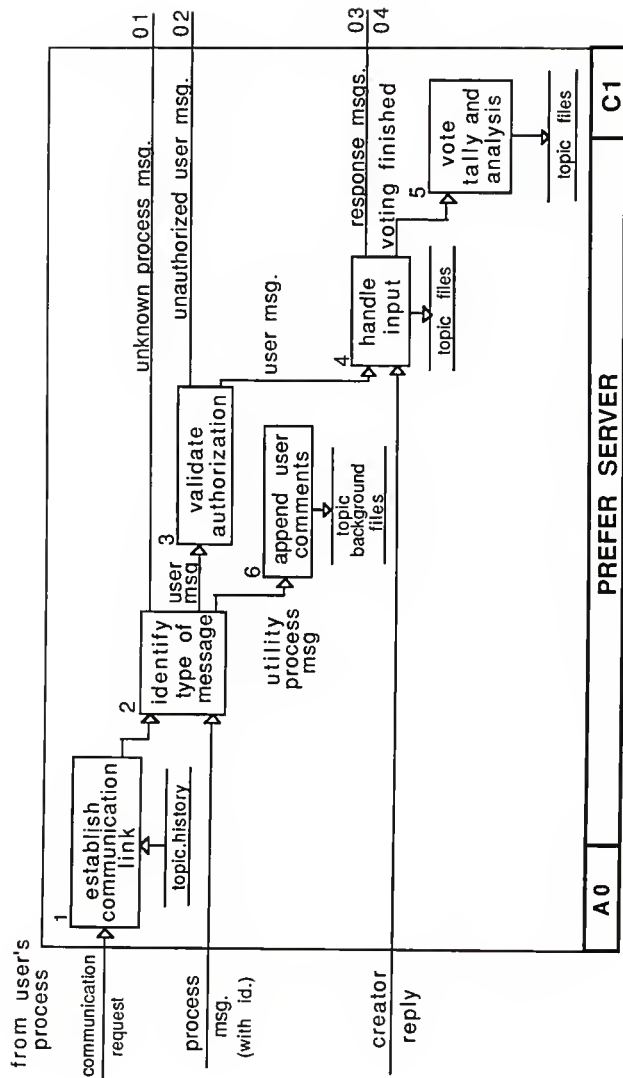 from user's
process
communication
request
1
establish
communication
link
topic.history
process
msg.
(with id.)
2
identify
type of
message
unknown process msg.
01
user
msg.
3
validate
authorization
unauthorized user msg.
02
utility
process
msg
6
append user
comments
topic
background
files
user msg.
creator
reply
4
handle
input
topic files
response msgs.
03
voting finished
04
5
vote
tally and
analysis
topic files
A0
PREFER SERVER
C1